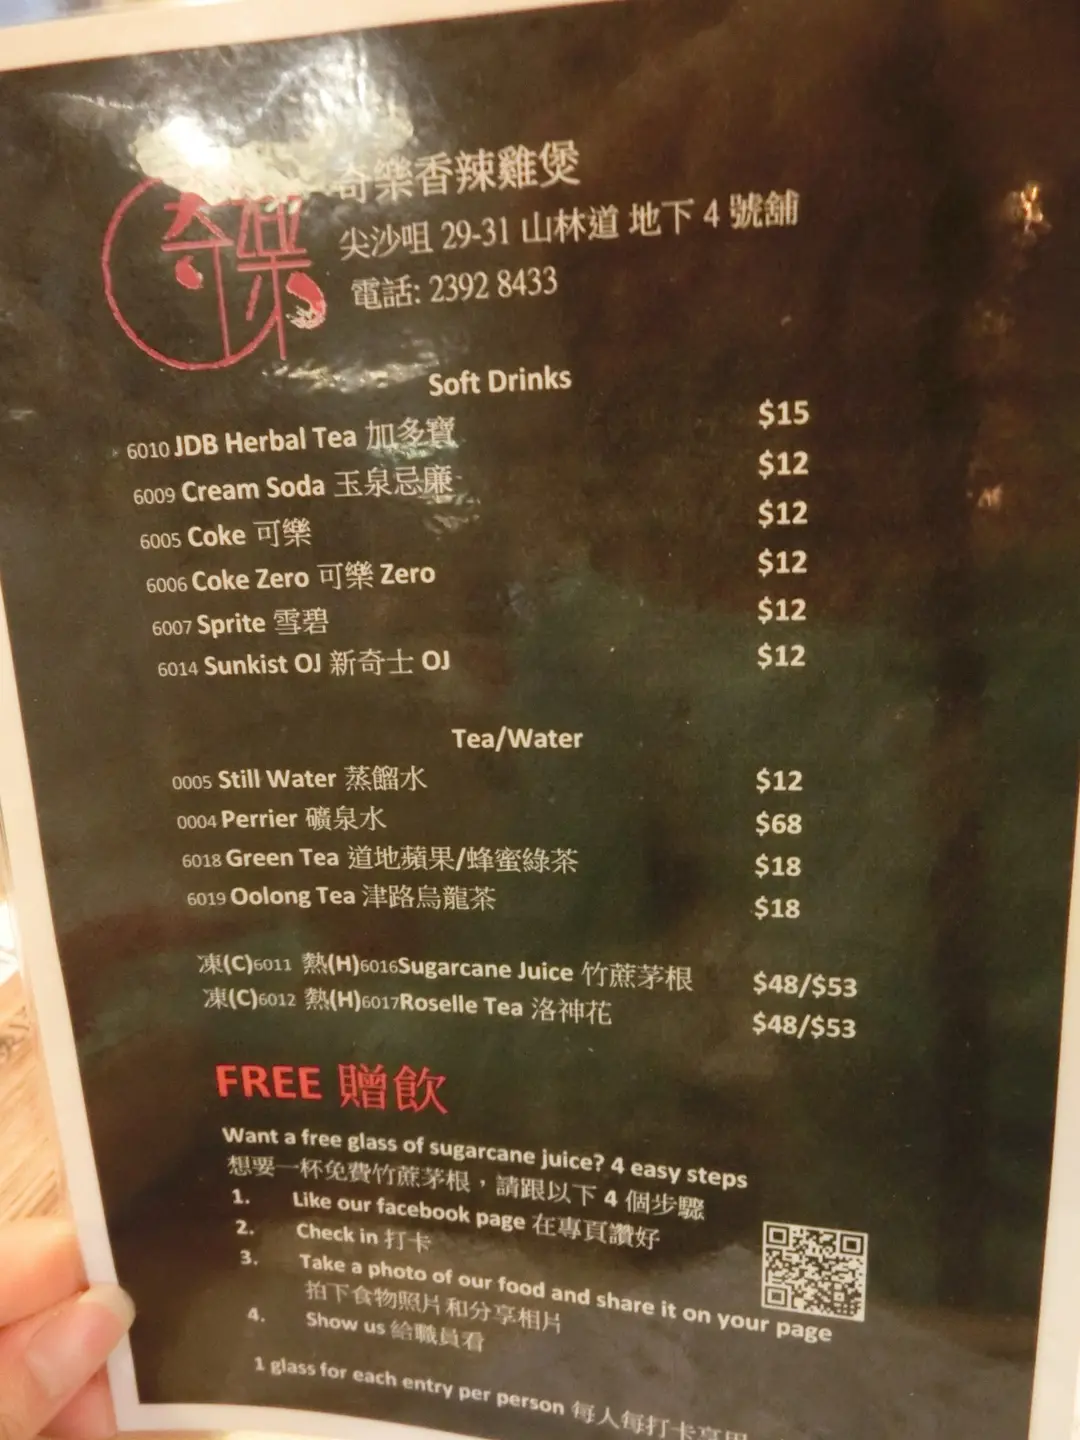 奇樂
奇樂香辣雞煲
尖沙咀 29-31 山林道 地下 4 號舖
電話: 2392 8433
Soft Drinks
6010 JDB Herbal Tea 加多寶 $15
6009 Cream Soda 玉泉忌廉 $12
6005 Coke 可樂 $12
6006 Coke Zero 可樂 Zero $12
6007 Sprite 雪碧 $12
6014 Sunkist OJ 新奇士 OJ $12
Tea/Water
0005 Still Water 蒸餾水 $12
0004 Perrier 礦泉水 $68
6018 Green Tea 道地蘋果/蜂蜜綠茶 $18
6019 Oolong Tea 津路烏龍茶 $18
凍(C)6011 熱(H)6016Sugarcane Juice 竹蔗茅根 $48/$53
凍(C)6012 熱(H)6017Roselle Tea 洛神花 $48/$53
FREE 贈飲
Want a free glass of sugarcane juice? 4 easy steps
想要一杯免費竹蔗茅根，請跟以下 4 個步驟
1. Like our facebook page 在專頁讚好
2. Check in 打卡
3. Take a photo of our food and share it on your page
拍下食物照片和分享相片
4. Show us 給職員看
1 glass for each entry per person 每人每打卡享用